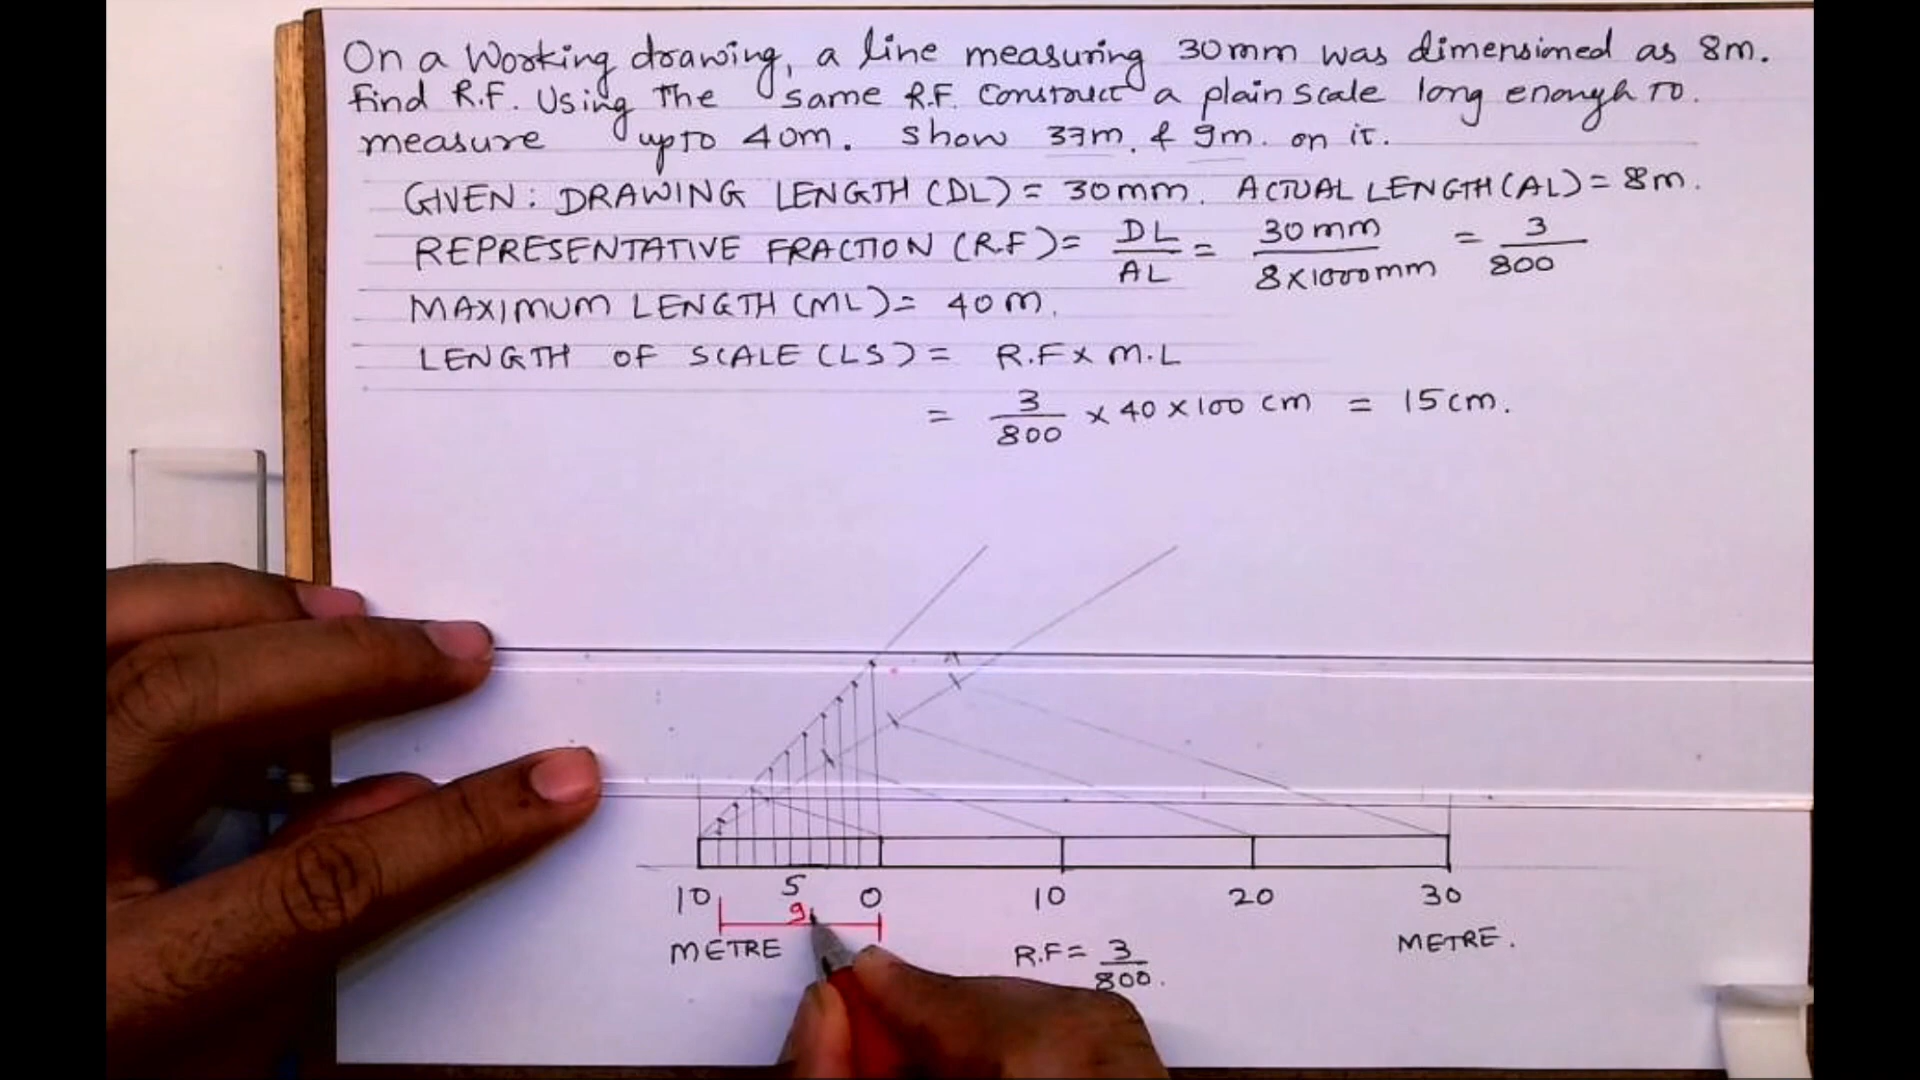 On a Working drawing, a line measuring 30mm was dimensioned as 8m.
Find R.F. Using The same R.F. Construct a plain scale long enough TO.
measure upto 40m. Show 37m. & 9m. on it.
GIVEN: DRAWING LENGTH (DL) = 30mm. ACTUAL LENGTH (AL) = 8m.
REPRESENTATIVE FRACTION (R.F) = DL/AL = 30mm/8×1000mm = 3/800
MAXIMUM LENGTH (ML) = 40m.
LENGTH OF SCALE (LS) = R.F × M.L
= 3/800 × 40 × 100 cm = 15cm.
10 5 0 10 20 30
9
METRE R.F = 3/800. METRE.